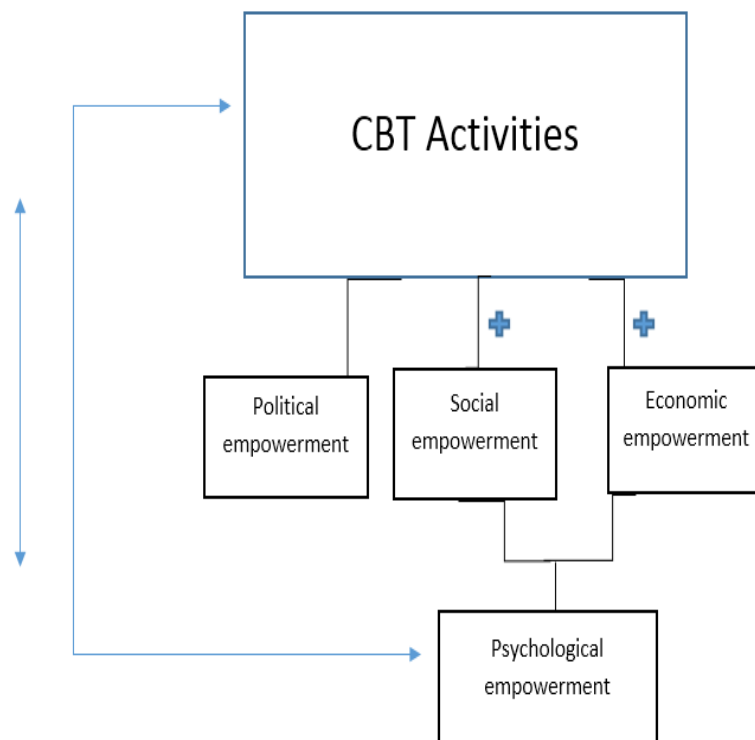 CBT Activities
Political
empowerment
Social
empowerment
Economic
empowerment
Psychological
empowerment